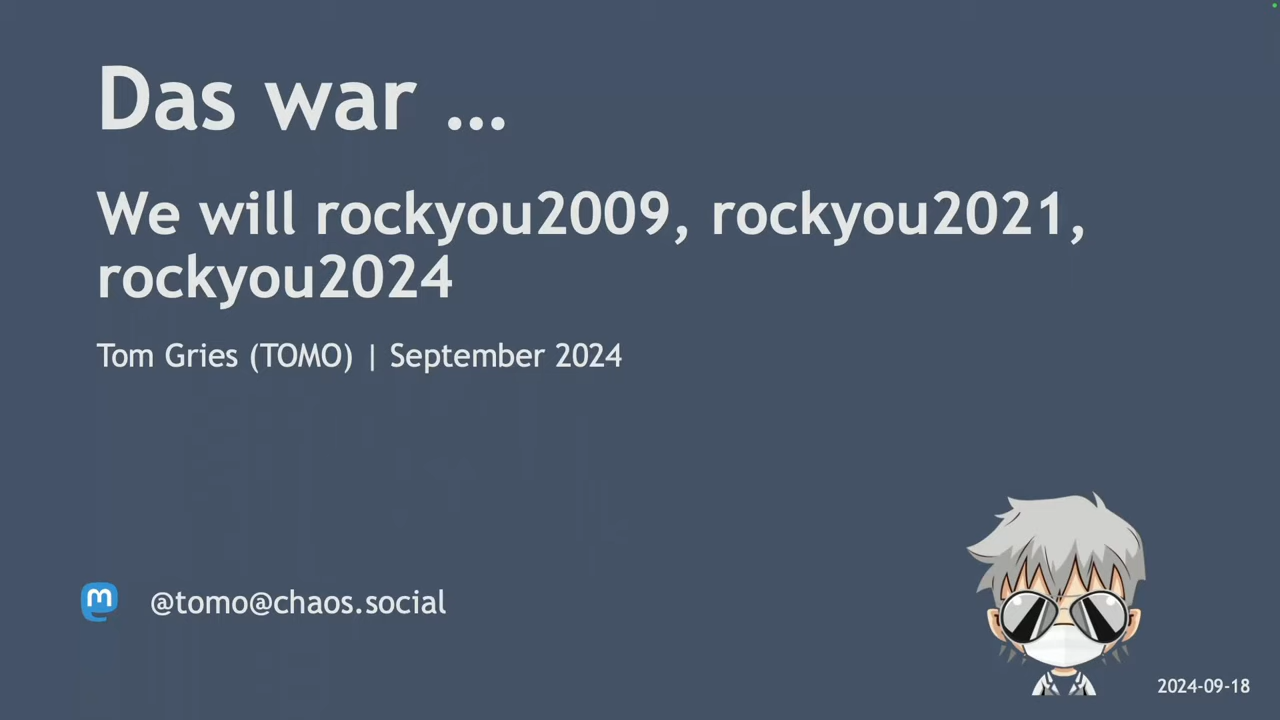 Das war …
We will rockyou2009, rockyou2021,
rockyou2024
Tom Gries (TOMO) | September 2024
@tomo@chaos.social
2024-09-18